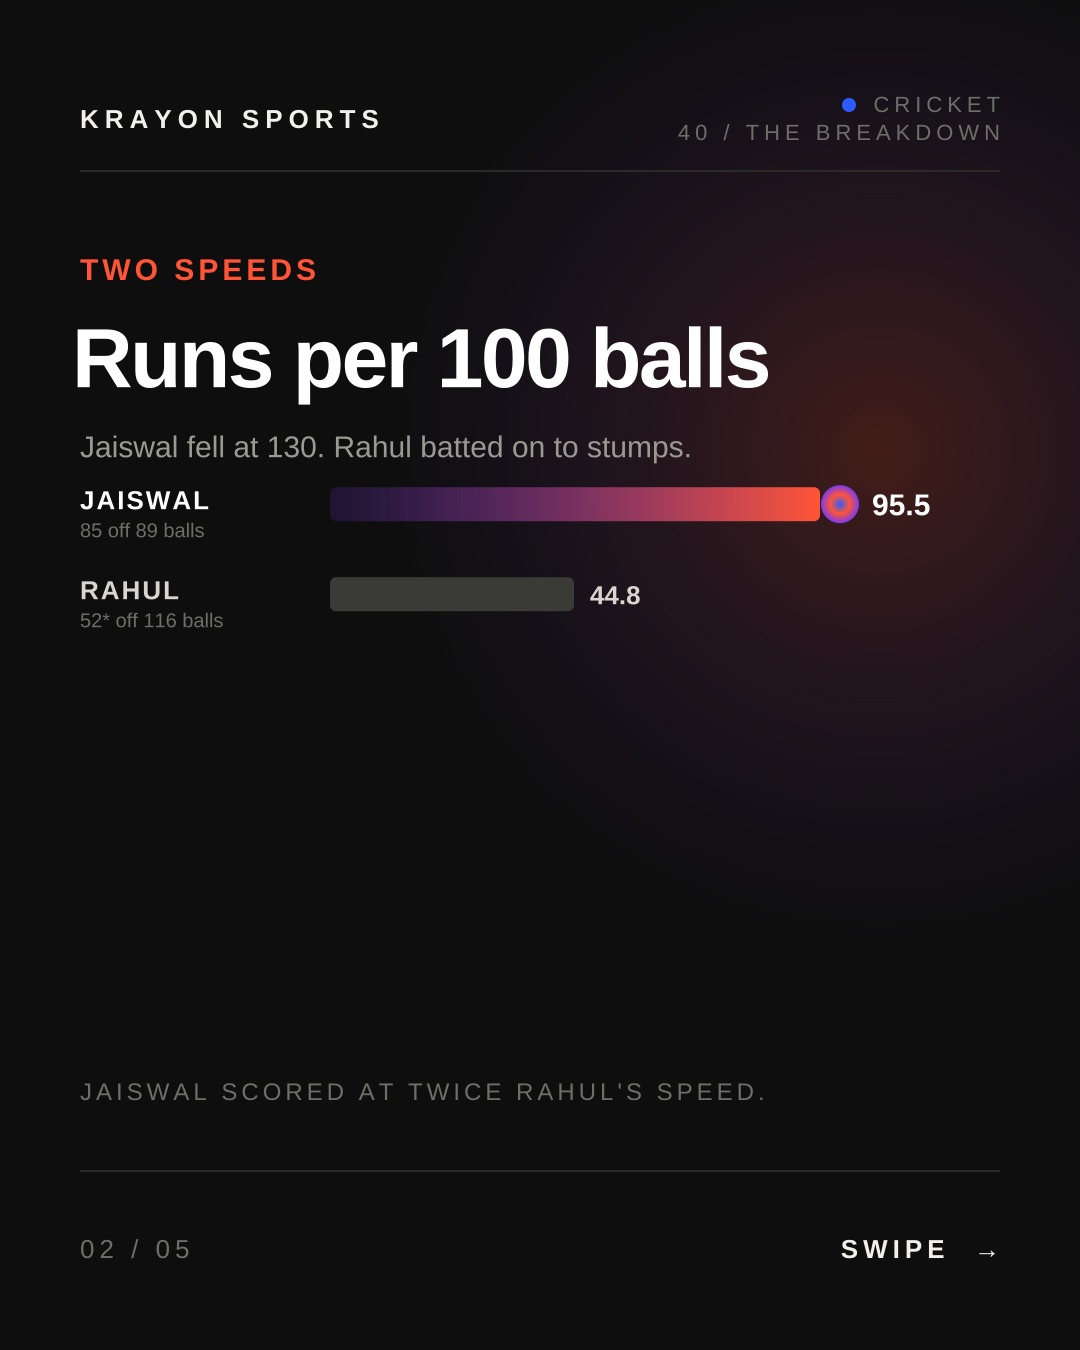 KRAYON SPORTS
CRICKET
40 / THE BREAKDOWN
TWO SPEEDS
Runs per 100 balls
Jaiswal fell at 130. Rahul batted on to stumps.
JAISWAL
85 off 89 balls
95.5
RAHUL
52* off 116 balls
44.8
JAISWAL SCORED AT TWICE RAHUL'S SPEED.
02 / 05
SWIPE →